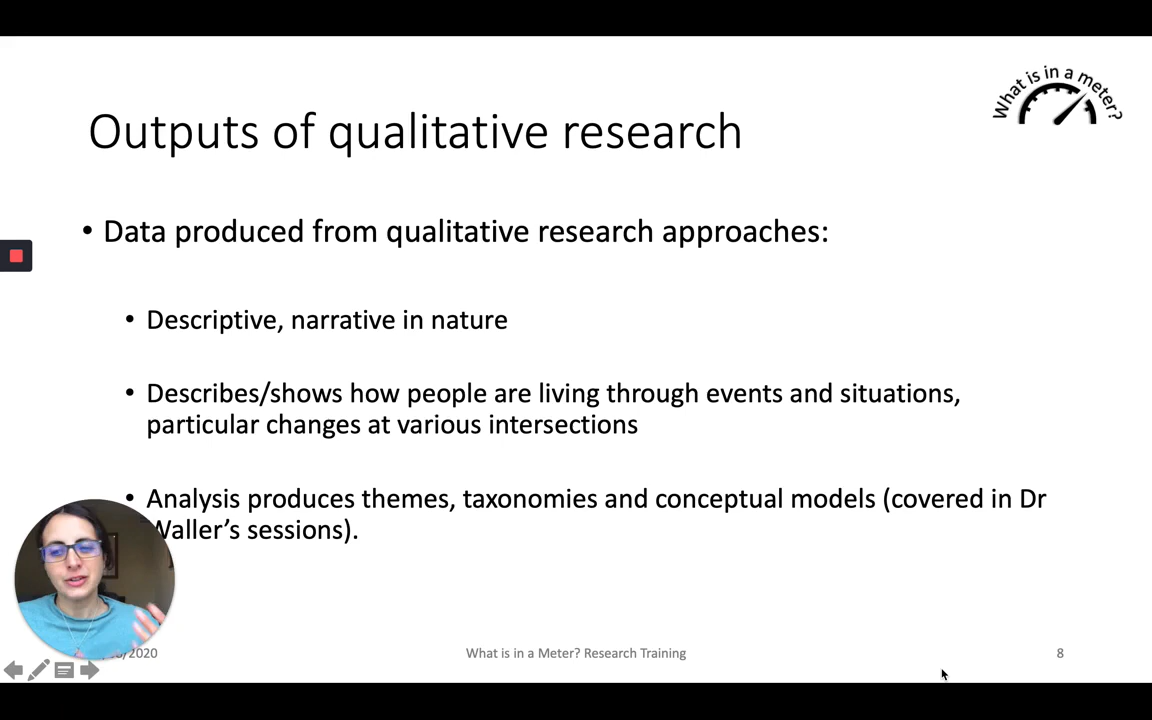 What is in a meter?
Outputs of qualitative research
• Data produced from qualitative research approaches:
• Descriptive, narrative in nature
• Describes/shows how people are living through events and situations,
particular changes at various intersections
• Analysis produces themes, taxonomies and conceptual models (covered in Dr
Waller’s sessions).
/2020
What is in a Meter? Research Training
8